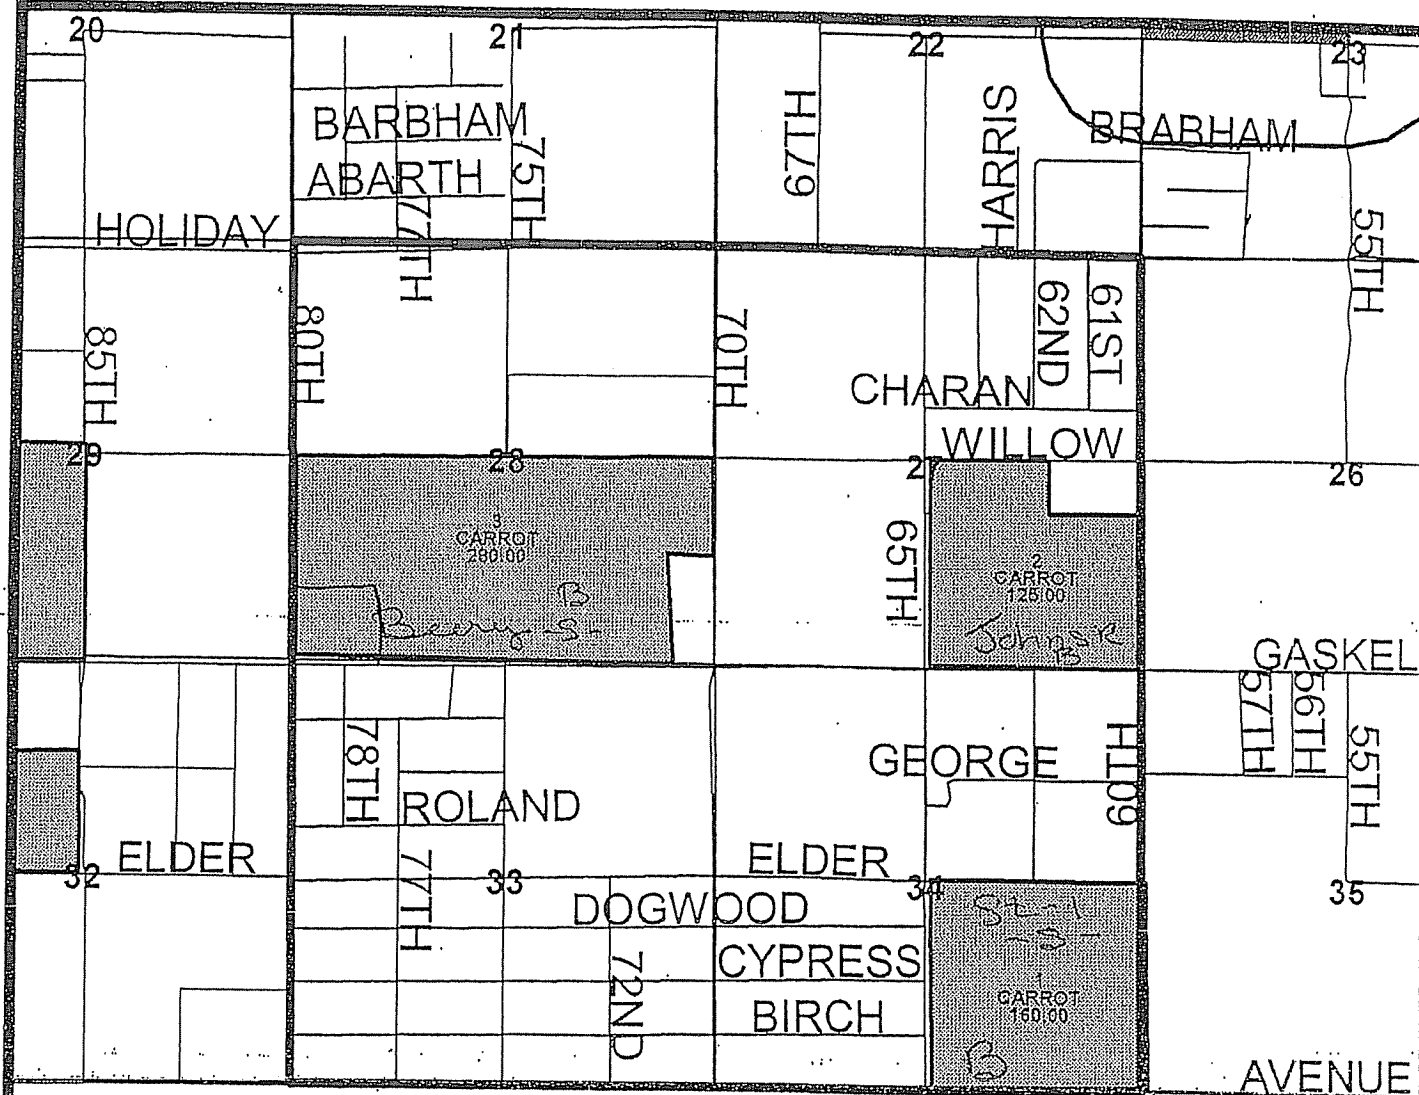 20
21
22
23
BARBHAM
ABARTH
75TH
67TH
HARRIS
BRABHAM
HOLIDAY
77TH
55TH
85TH
80TH
70TH
62ND
61ST
CHARAN
WILLOW
29
28
2
26
3
CARROT
280.00
B
65TH
2
CARROT
125.00
B
GASKEL
78TH
ROLAND
GEORGE
60TH
57TH
56TH
55TH
ELDER
ELDER
32
33
34
35
77TH
DOGWOOD
CYPRESS
72ND
BIRCH
-3-
1
CARROT
160.00
B
AVENUE